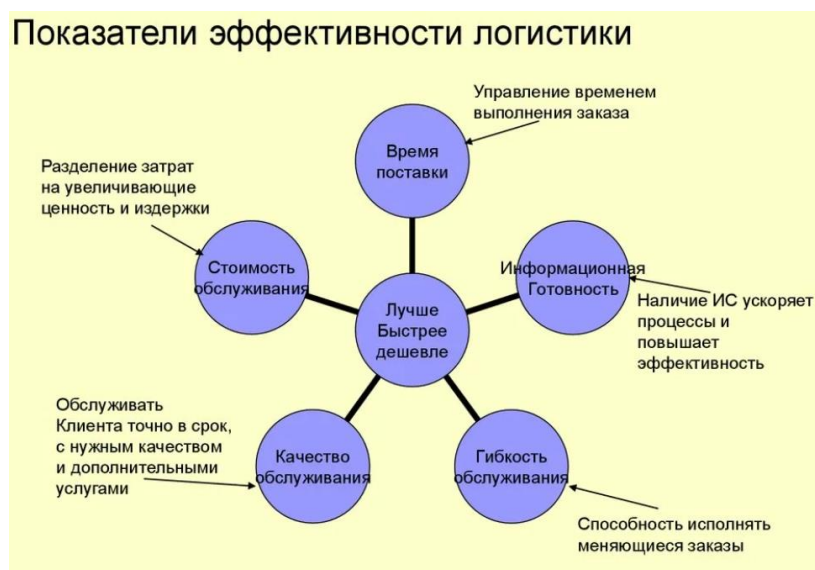 Показатели эффективности логистики
Управление временем
выполнения заказа
Время
поставки
Разделение затрат
на увеличивающие
ценность и издержки
Стоимость
обслуживания
Информационная
Готовность
Наличие ИС ускоряет
процессы и
повышает
эффективность
Лучше
Быстрее
дешевле
Обслуживать
Клиента точно в срок,
с нужным качеством
и дополнительными
услугами
Качество
обслуживания
Гибкость
обслуживания
Способность исполнять
меняющиеся заказы